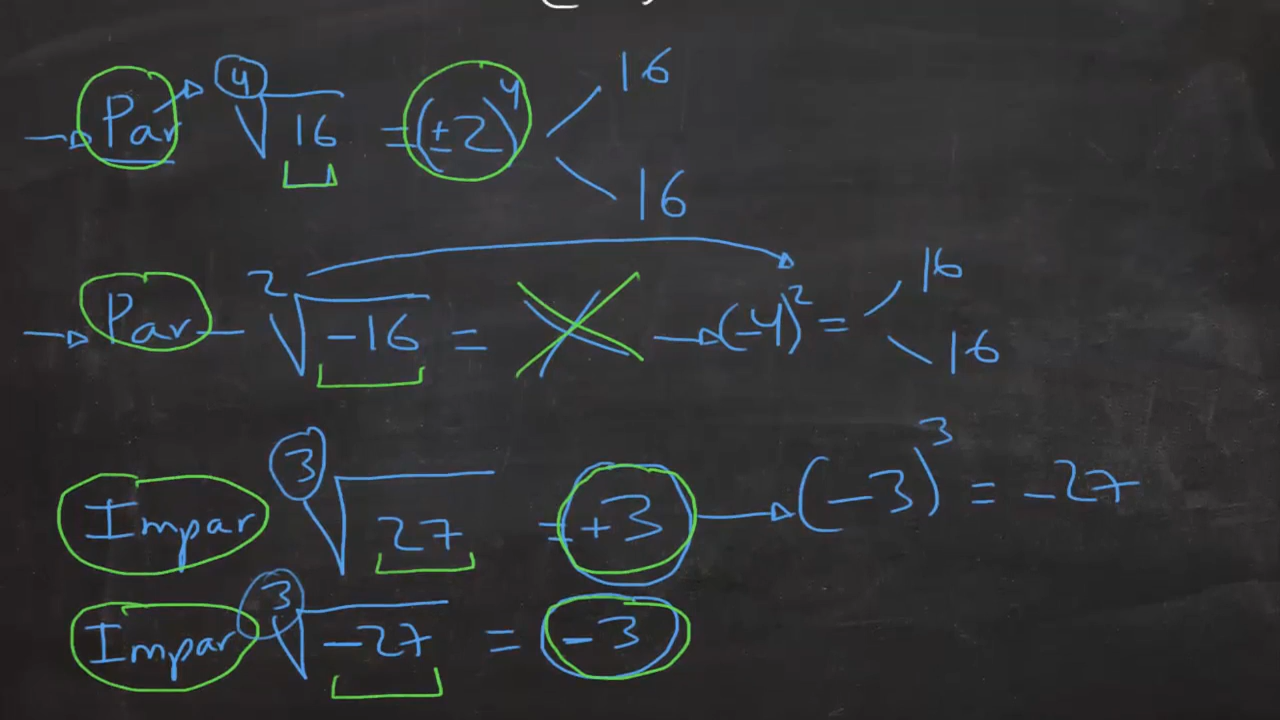 Par ⁴√16 = (±2)⁴ 16
16
Par ²√-16 = (-4)² = 16
16
Impar ³√27 = +3 (-3)³ = -27
Impar ³√-27 = -3